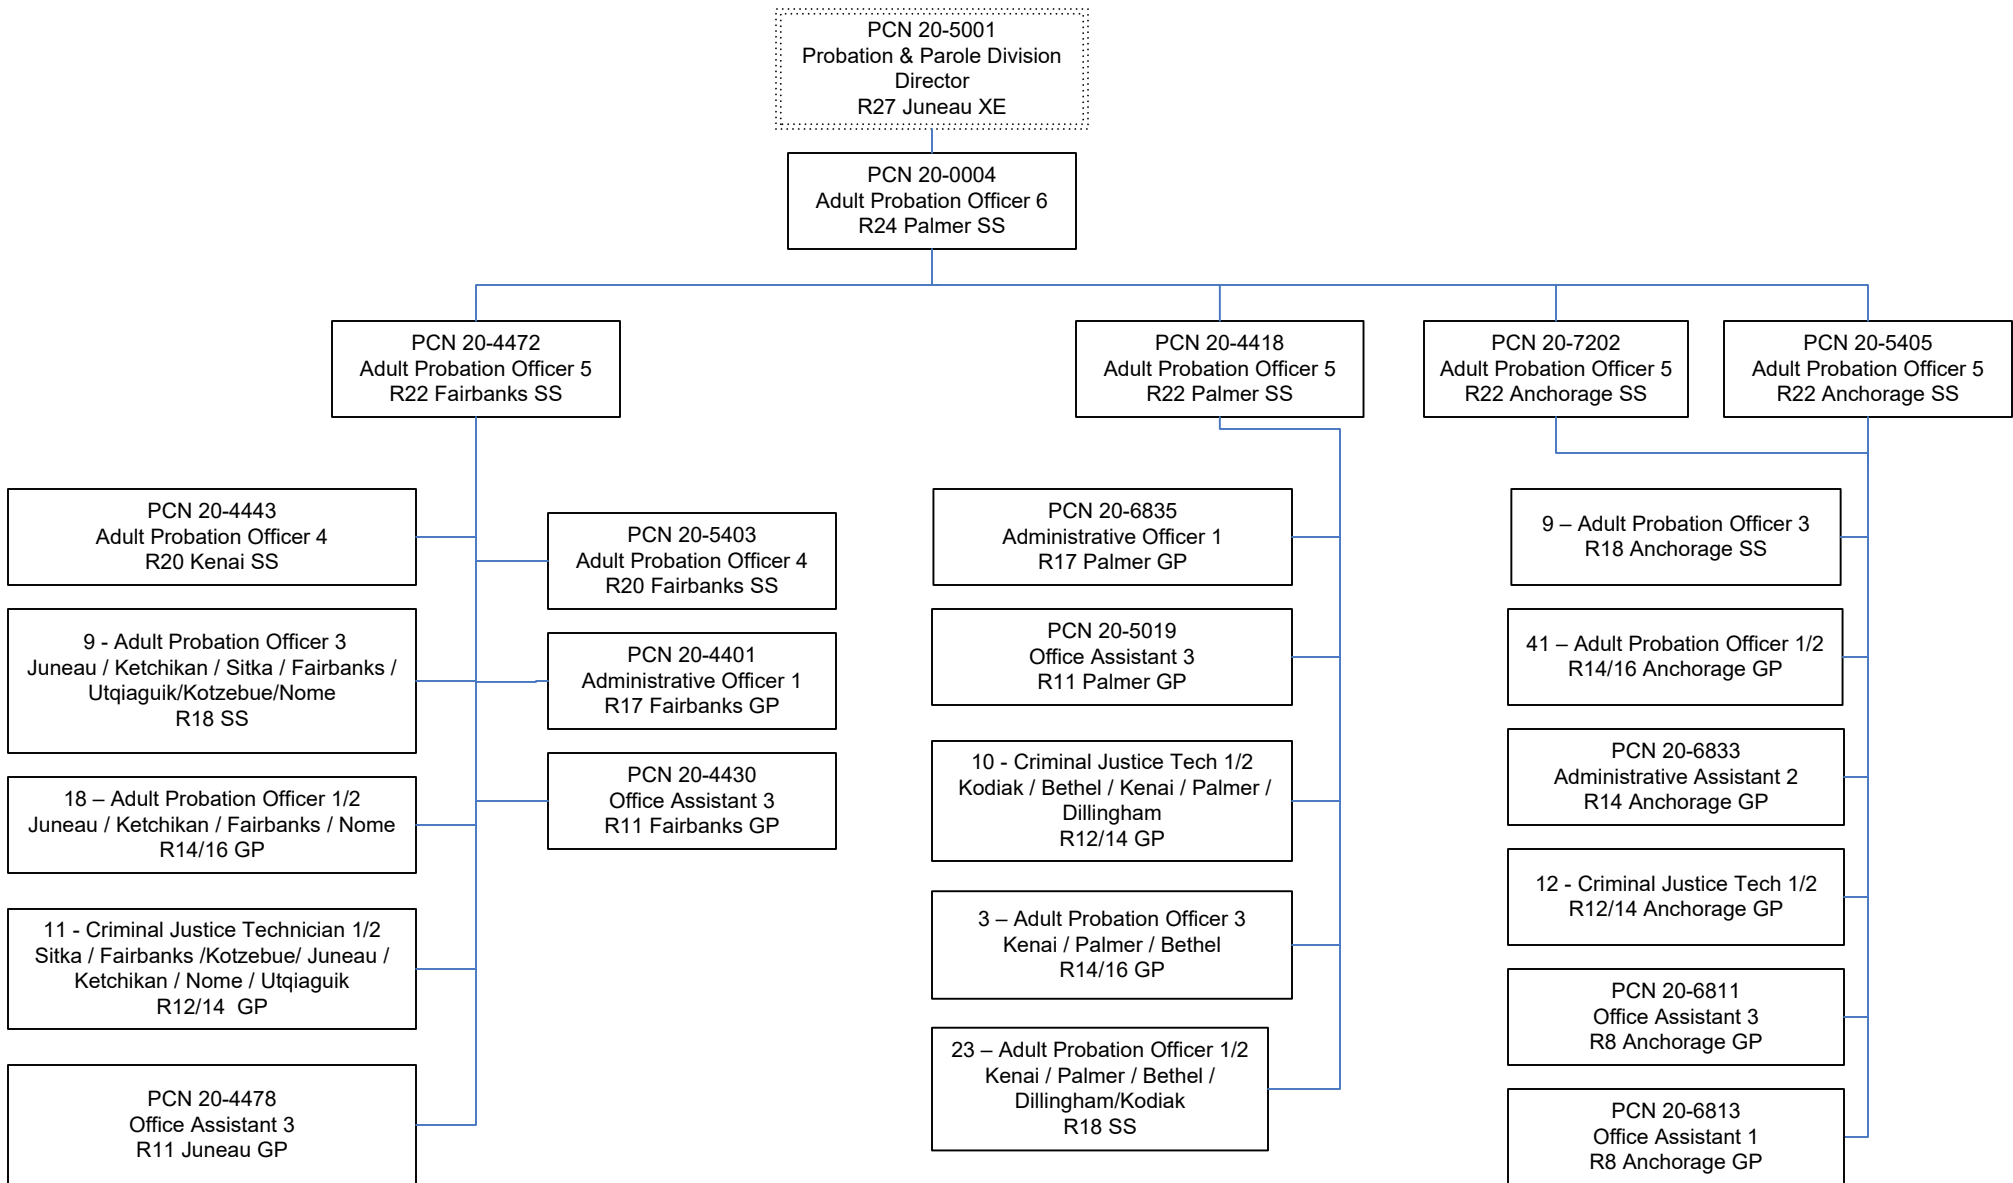 PCN 20-5001
Probation & Parole Division
Director
R27 Juneau XE
PCN 20-0004
Adult Probation Officer 6
R24 Palmer SS
PCN 20-4472
Adult Probation Officer 5
R22 Fairbanks SS
PCN 20-4418
Adult Probation Officer 5
R22 Palmer SS
PCN 20-7202
Adult Probation Officer 5
R22 Anchorage SS
PCN 20-5405
Adult Probation Officer 5
R22 Anchorage SS
PCN 20-4443
Adult Probation Officer 4
R20 Kenai SS
9 - Adult Probation Officer 3
Juneau / Ketchikan / Sitka / Fairbanks /
Utqiaguik/Kotzebue/Nome
R18 SS
18 – Adult Probation Officer 1/2
Juneau / Ketchikan / Fairbanks / Nome
R14/16 GP
11 - Criminal Justice Technician 1/2
Sitka / Fairbanks /Kotzebue/ Juneau /
Ketchikan / Nome / Utqiaguik
R12/14  GP
PCN 20-4478
Office Assistant 3
R11 Juneau GP
PCN 20-5403
Adult Probation Officer 4
R20 Fairbanks SS
PCN 20-4401
Administrative Officer 1
R17 Fairbanks GP
PCN 20-4430
Office Assistant 3
R11 Fairbanks GP
PCN 20-6835
Administrative Officer 1
R17 Palmer GP
PCN 20-5019
Office Assistant 3
R11 Palmer GP
10 - Criminal Justice Tech 1/2
Kodiak / Bethel / Kenai / Palmer /
Dillingham
R12/14 GP
3 – Adult Probation Officer 3
Kenai / Palmer / Bethel
R14/16 GP
23 – Adult Probation Officer 1/2
Kenai / Palmer / Bethel /
Dillingham/Kodiak
R18 SS
9 – Adult Probation Officer 3
R18 Anchorage SS
41 – Adult Probation Officer 1/2
R14/16 Anchorage GP
PCN 20-6833
Administrative Assistant 2
R14 Anchorage GP
12 - Criminal Justice Tech 1/2
R12/14 Anchorage GP
PCN 20-6811
Office Assistant 3
R8 Anchorage GP
PCN 20-6813
Office Assistant 1
R8 Anchorage GP